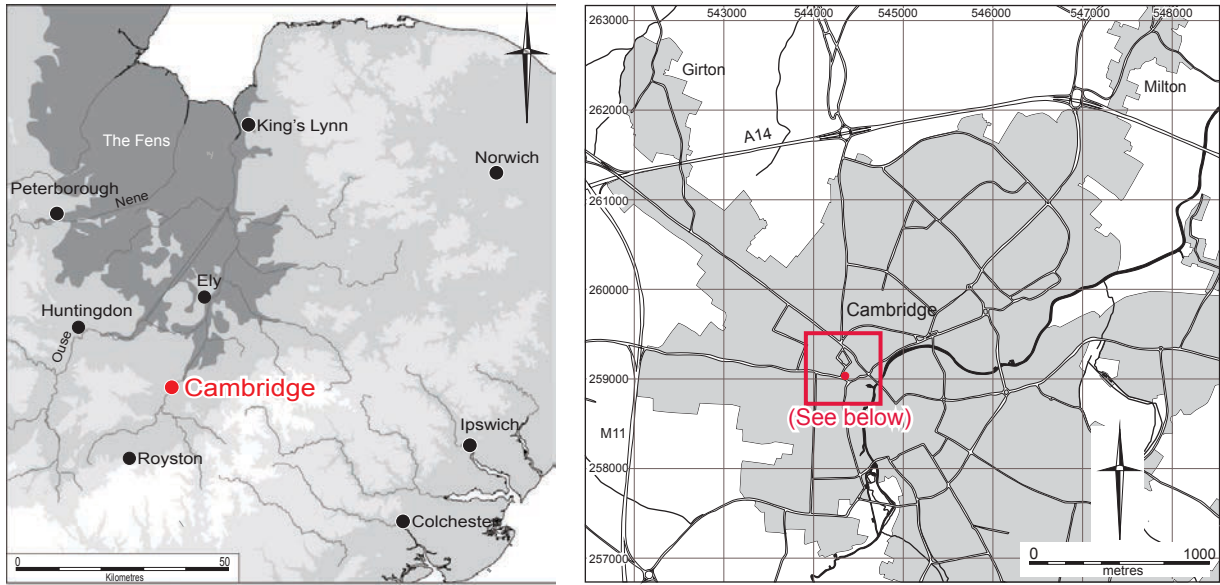 King's Lynn
The Fens
Norwich
Peterborough
Nene
Ely
Huntingdon
Ouse
Cambridge
Ipswich
Royston
Colchester
0 50
Kilometres
543000 544000 545000 546000 547000 548000
263000
Girton
Milton
262000
A14
261000
260000
Cambridge
259000
(See below)
M11
258000
257000
0 1000
metres